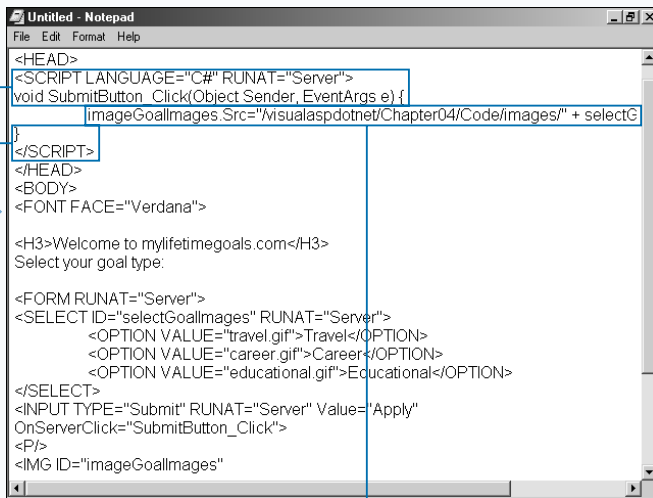 Untitled - Notepad
File Edit Format Help
<HEAD>
<SCRIPT LANGUAGE="C#" RUNAT="Server">
void SubmitButton_Click(Object Sender, EventArgs e) {
imageGoalImages.Src="/visualaspdotnet/Chapter04/Code/images/" + selectG
}
</SCRIPT>
</HEAD>
<BODY>
<FONT FACE="Verdana">
<H3>Welcome to mylifetimegoals.com</H3>
Select your goal type:
<FORM RUNAT="Server">
<SELECT ID="selectGoalImages" RUNAT="Server">
<OPTION VALUE="travel.gif">Travel</OPTION>
<OPTION VALUE="career.gif">Career</OPTION>
<OPTION VALUE="educational.gif">Educational</OPTION>
</SELECT>
<INPUT TYPE="Submit" RUNAT="Server" Value="Apply"
OnServerClick="SubmitButton_Click">
<P/>
<IMG ID="imageGoalImages"